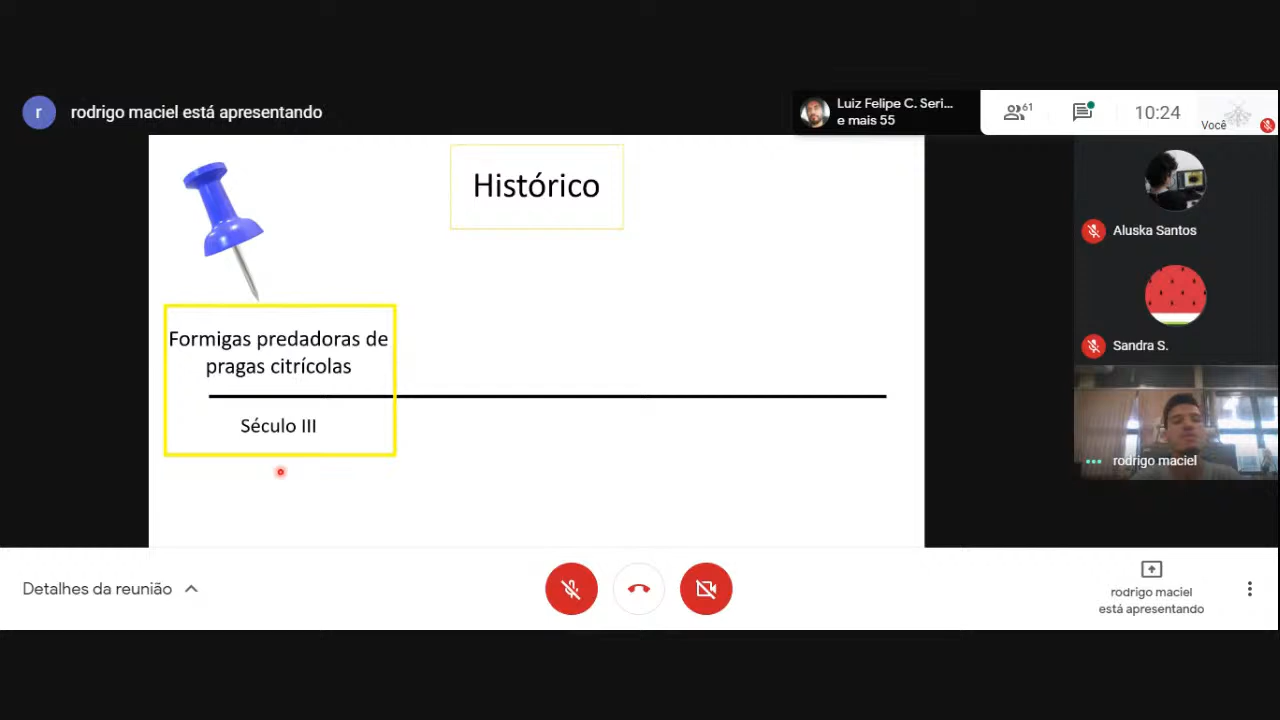 r
rodrigo maciel está apresentando
Luiz Felipe C. Seri...
e mais 55
61
10:24
Você
Histórico
Aluska Santos
Formigas predadoras de
pragas citrícolas
Sandra S.
Século III
rodrigo maciel
Detalhes da reunião
rodrigo maciel
está apresentando